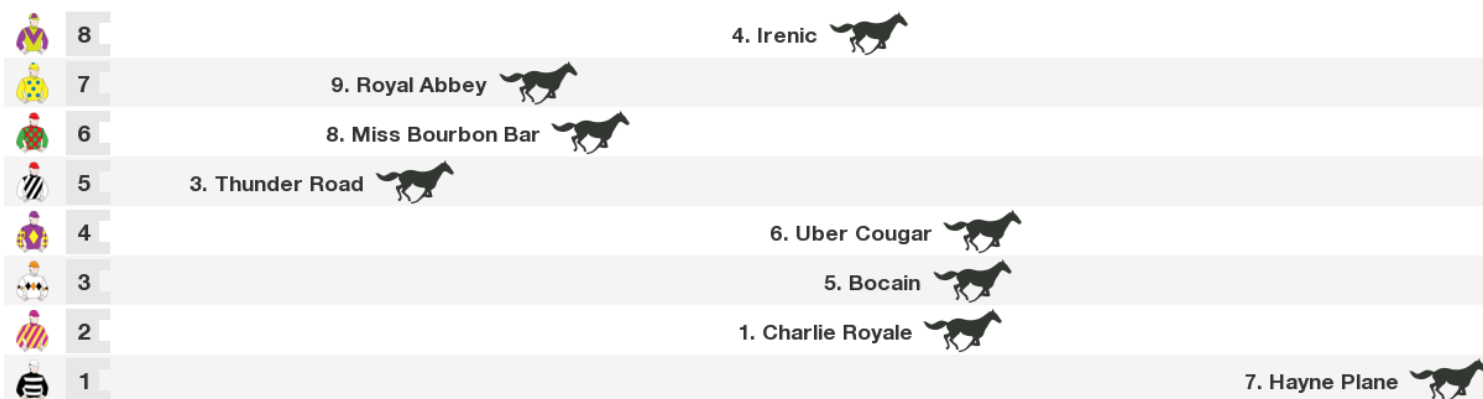 8 4. Irenic
7 9. Royal Abbey
6 8. Miss Bourbon Bar
5 3. Thunder Road
4 6. Uber Cougar
3 5. Bocain
2 1. Charlie Royale
1 7. Hayne Plane